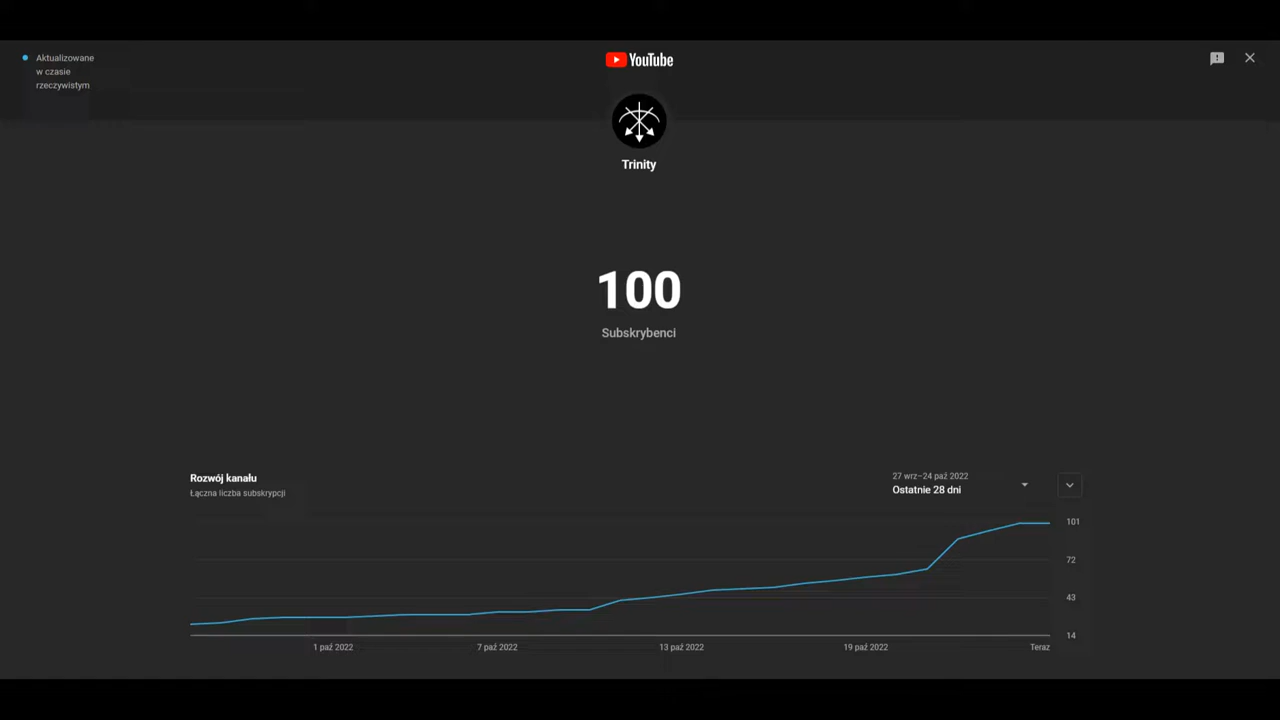 Aktualizowane
w czasie
rzeczywistym
YouTube
Trinity
100
Subskrybenci
Rozwój kanału
Łączna liczba subskrypcji
27 wrz–24 paź 2022
Ostatnie 28 dni
101
72
43
14
1 paź 2022
7 paź 2022
13 paź 2022
19 paź 2022
Teraz